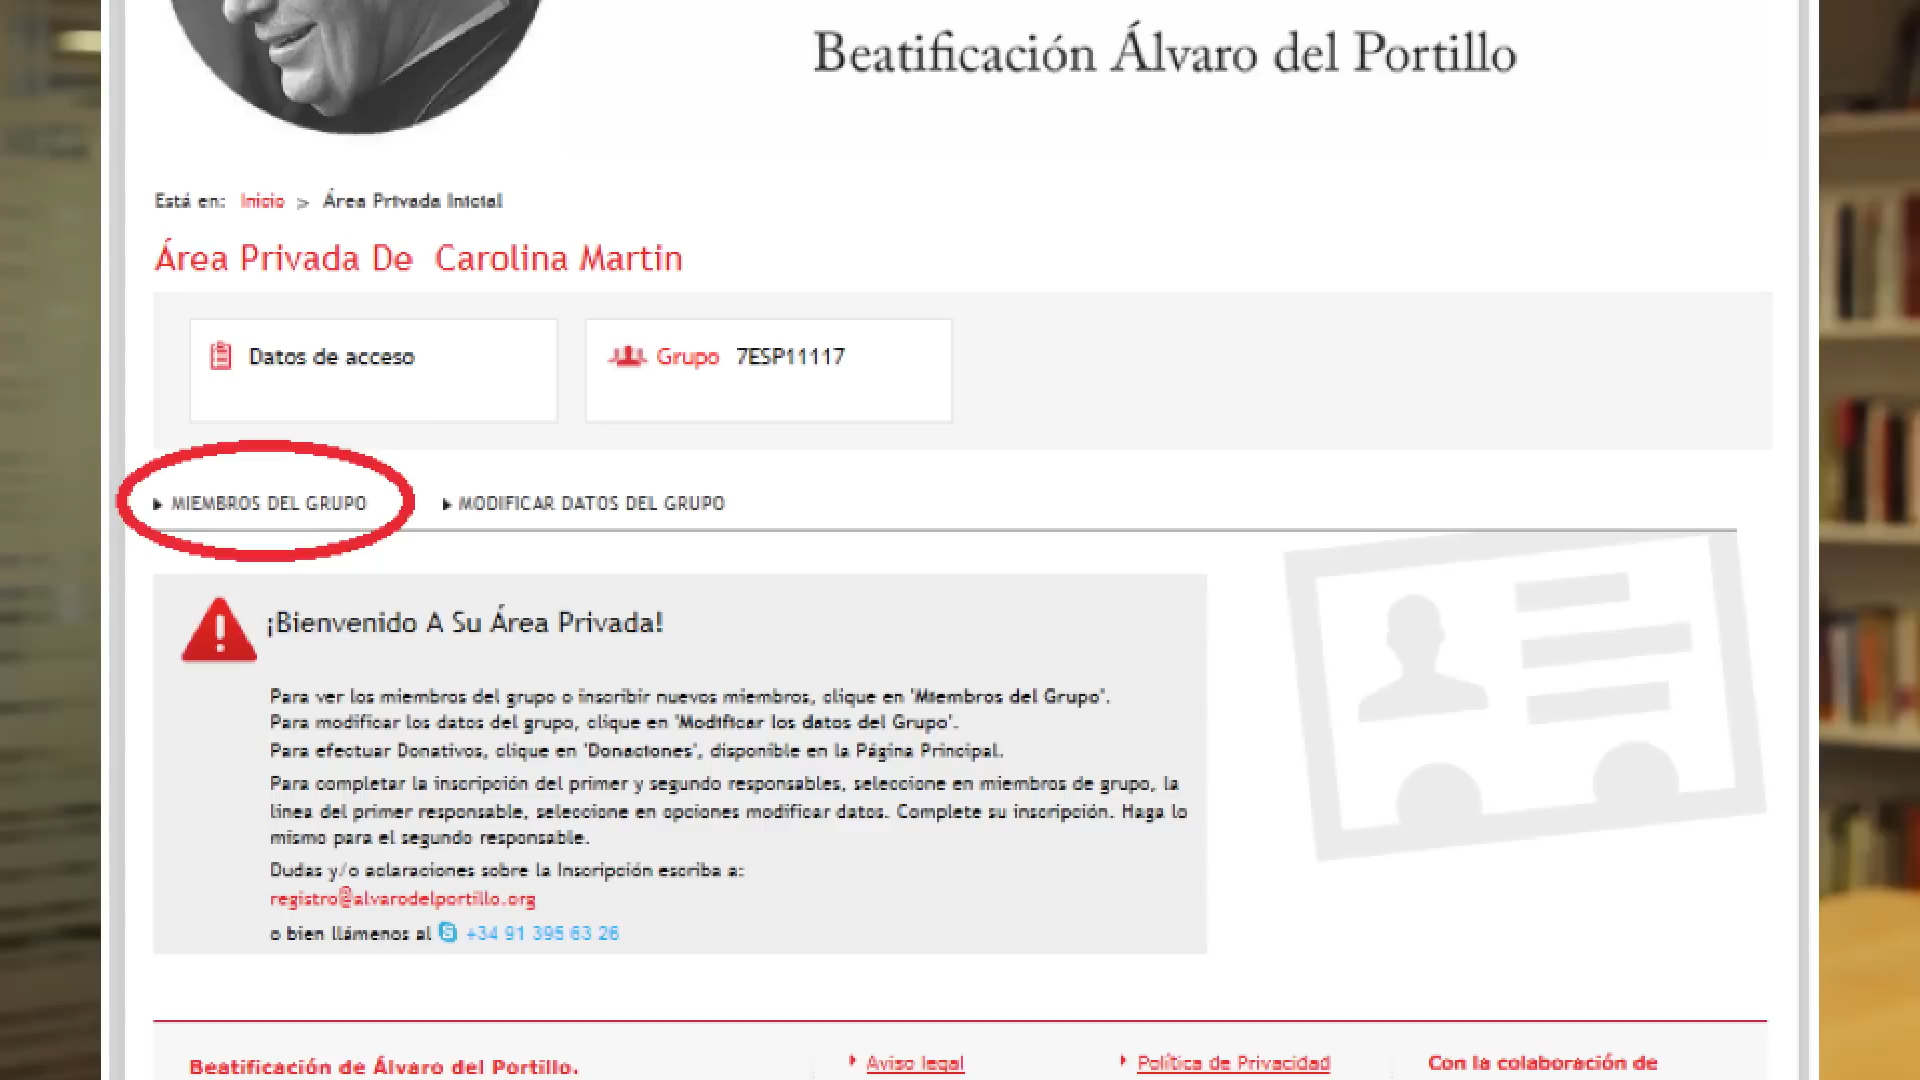 Beatificación Álvaro del Portillo
Está en: Inicio > Área Privada Inicial
Área Privada De Carolina Martin
Datos de acceso
Grupo 7ESP11117
MIEMBROS DEL GRUPO
MODIFICAR DATOS DEL GRUPO
¡Bienvenido A Su Área Privada!
Para ver los miembros del grupo o inscribir nuevos miembros, clique en 'Miembros del Grupo'.
Para modificar los datos del grupo, clique en 'Modificar los datos del Grupo'.
Para efectuar Donativos, clique en 'Donaciones', disponible en la Página Principal.
Para completar la inscripción del primer y segundo responsables, seleccione en miembros de grupo, la
línea del primer responsable, seleccione en opciones modificar datos. Complete su inscripción. Haga lo
mismo para el segundo responsable.
Dudas y/o aclaraciones sobre la Inscripción escriba a:
registro@alvarodelportillo.org
o bien llámenos al +34 91 395 63 26
Beatificación de Álvaro del Portillo.
Aviso legal
Política de Privacidad
Con la colaboración de